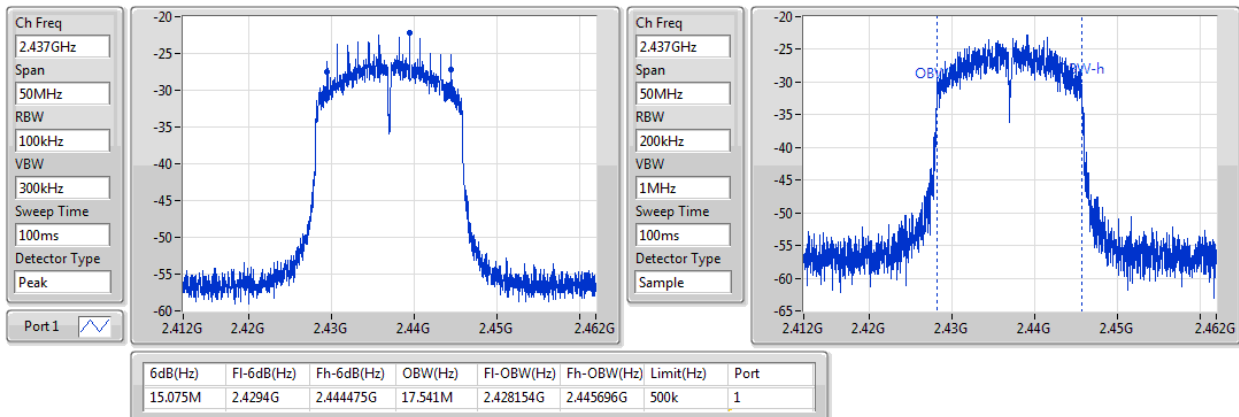 Ch Freq
2.437GHz
Span
50MHz
RBW
100kHz
VBW
300kHz
Sweep Time
100ms
Detector Type
Peak
Port 1
-20
-25
-30
-35
-40
-45
-50
-55
-60
2.412G 2.42G 2.43G 2.44G 2.45G 2.462G
Ch Freq
2.437GHz
Span
50MHz
RBW
200kHz
VBW
1MHz
Sweep Time
100ms
Detector Type
Sample
-20
-25
-30
-35
-40
-45
-50
-55
-60
-65
2.412G 2.42G 2.43G 2.44G 2.45G 2.462G
6dB(Hz) Fl-6dB(Hz) Fh-6dB(Hz) OBW(Hz) Fl-OBW(Hz) Fh-OBW(Hz) Limit(Hz) Port
15.075M 2.4294G 2.444475G 17.541M 2.428154G 2.445696G 500k 1